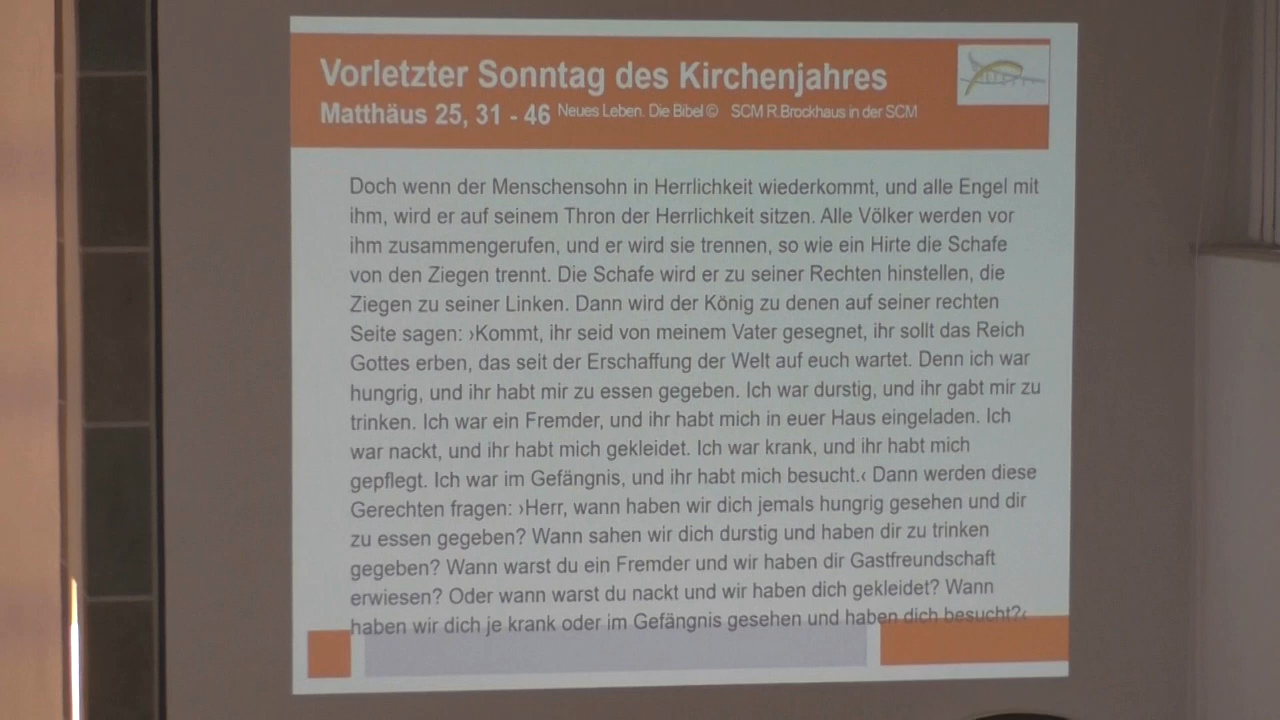 Vorletzter Sonntag des Kirchenjahres
Matthäus 25, 31 - 46 Neues Leben. Die Bibel © SCM R.Brockhaus in der SCM
Doch wenn der Menschensohn in Herrlichkeit wiederkommt, und alle Engel mit
ihm, wird er auf seinem Thron der Herrlichkeit sitzen. Alle Völker werden vor
ihm zusammengerufen, und er wird sie trennen, so wie ein Hirte die Schafe
von den Ziegen trennt. Die Schafe wird er zu seiner Rechten hinstellen, die
Ziegen zu seiner Linken. Dann wird der König zu denen auf seiner rechten
Seite sagen: ›Kommt, ihr seid von meinem Vater gesegnet, ihr sollt das Reich
Gottes erben, das seit der Erschaffung der Welt auf euch wartet. Denn ich war
hungrig, und ihr habt mir zu essen gegeben. Ich war durstig, und ihr gabt mir zu
trinken. Ich war ein Fremder, und ihr habt mich in euer Haus eingeladen. Ich
war nackt, und ihr habt mich gekleidet. Ich war krank, und ihr habt mich
gepflegt. Ich war im Gefängnis, und ihr habt mich besucht.‹ Dann werden diese
Gerechten fragen: ›Herr, wann haben wir dich jemals hungrig gesehen und dir
zu essen gegeben? Wann sahen wir dich durstig und haben dir zu trinken
gegeben? Wann warst du ein Fremder und wir haben dir Gastfreundschaft
erwiesen? Oder wann warst du nackt und wir haben dich gekleidet? Wann
haben wir dich je krank oder im Gefängnis gesehen und haben dich besucht?‹